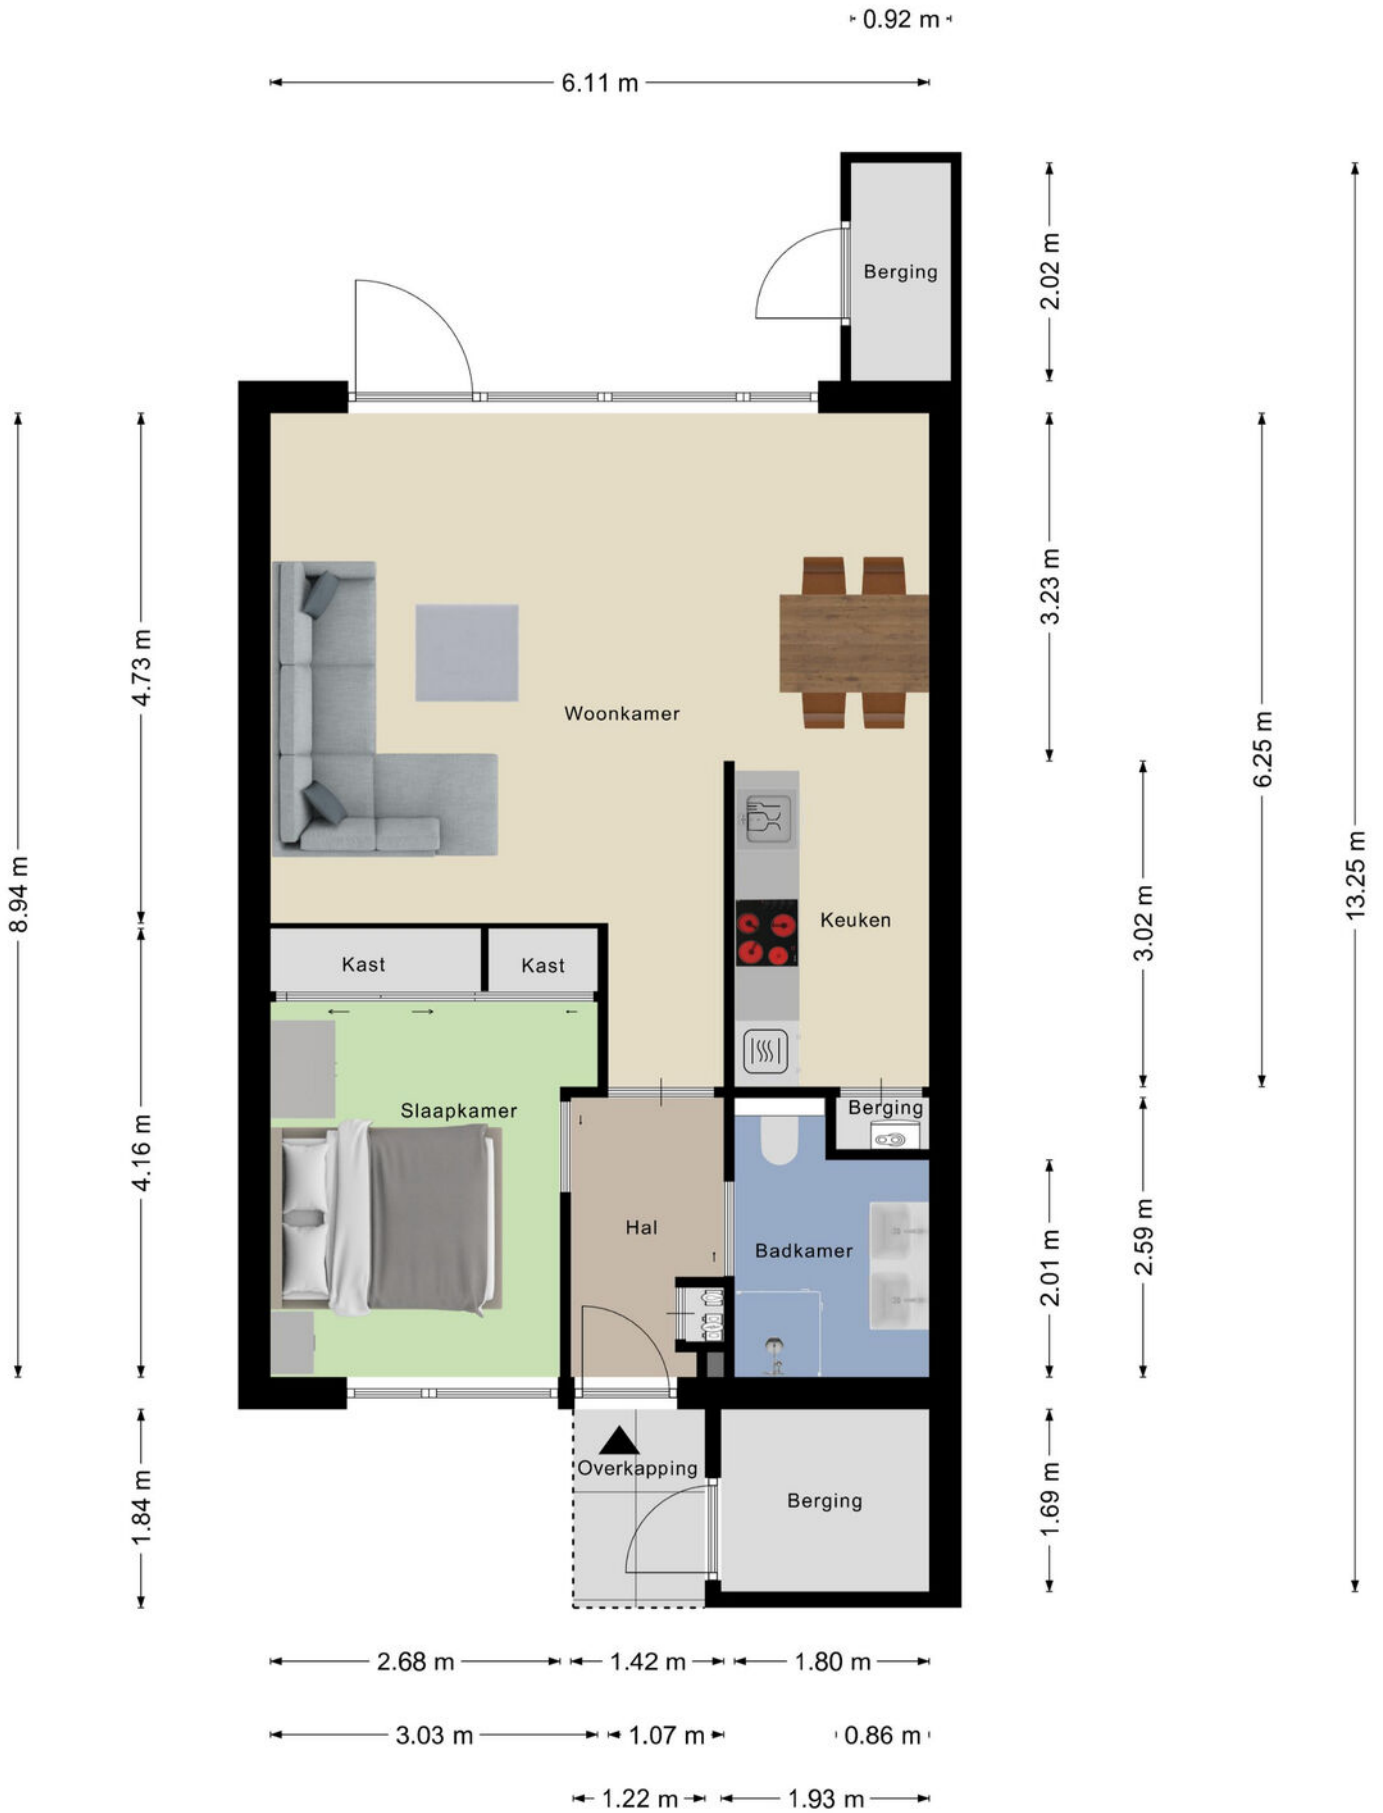 0.92 m
6.11 m
Berging
2.02 m
3.23 m
4.73 m
Woonkamer
6.25 m
13.25 m
8.94 m
Keuken
3.02 m
Kast
Kast
Slaapkamer
Berging
4.16 m
Hal
Badkamer
2.01 m
2.59 m
Overkapping
Berging
1.84 m
1.69 m
2.68 m
1.42 m
1.80 m
3.03 m
1.07 m
0.86 m
1.22 m
1.93 m